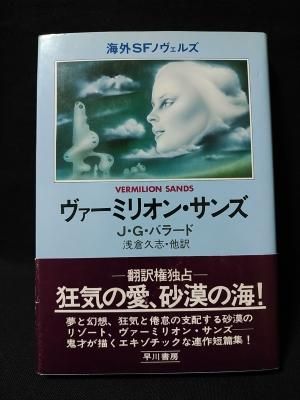 海外SFノヴェルズ
VERMILION SANDS
ヴァーミリオン・サンズ
J・G・バラード
浅倉久志・他訳
─翻訳権独占─
狂気の愛、砂漠の海!
夢と幻想、狂気と倦怠の支配する砂漠の
リゾート、ヴァーミリオン・サンズ──
鬼才が描くエキゾチックな連作短篇集!
早川書房